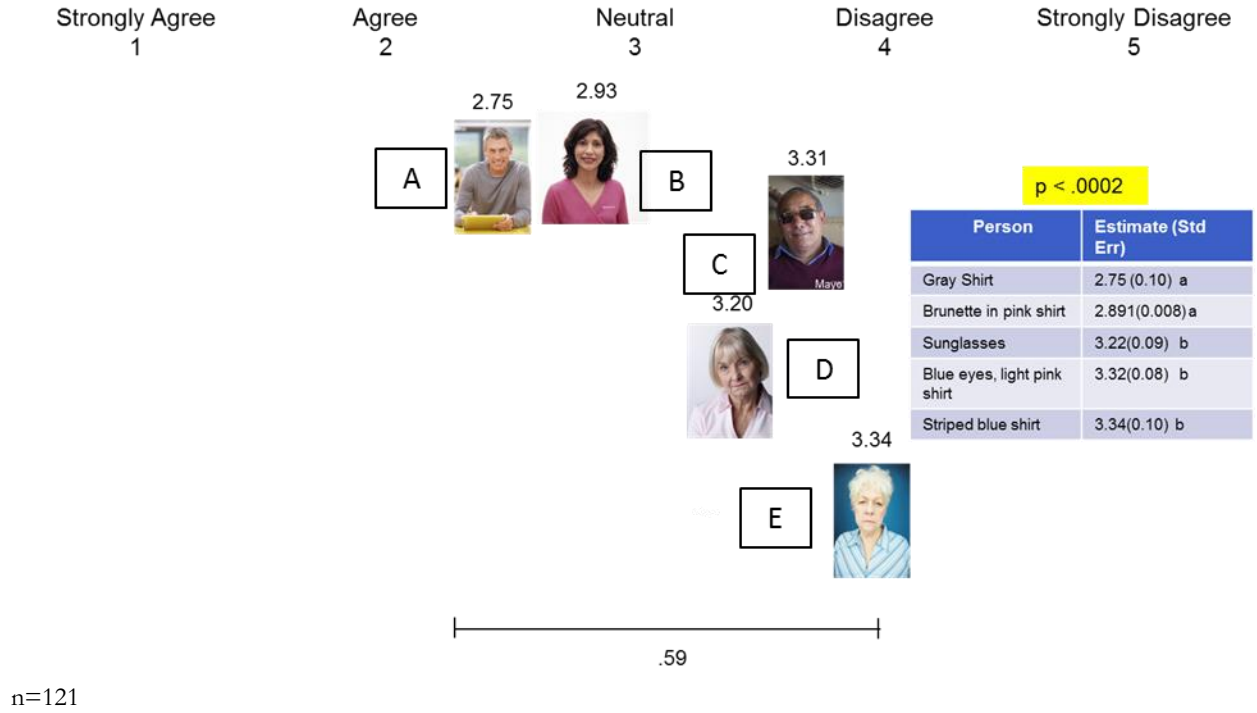 Strongly Agree Agree Neutral Disagree Strongly Disagree
1 2 3 4 5
2.75 2.93
A
B
3.31
C
Mayo
3.20
D
3.34
E
p < .0002
Person Estimate (Std
Err)
Gray Shirt 2.75 (0.10) a
Brunette in pink shirt 2.891(0.008) a
Sunglasses 3.22(0.09) b
Blue eyes, light pink 3.32(0.08) b
shirt
Striped blue shirt 3.34(0.10) b
.59
n=121